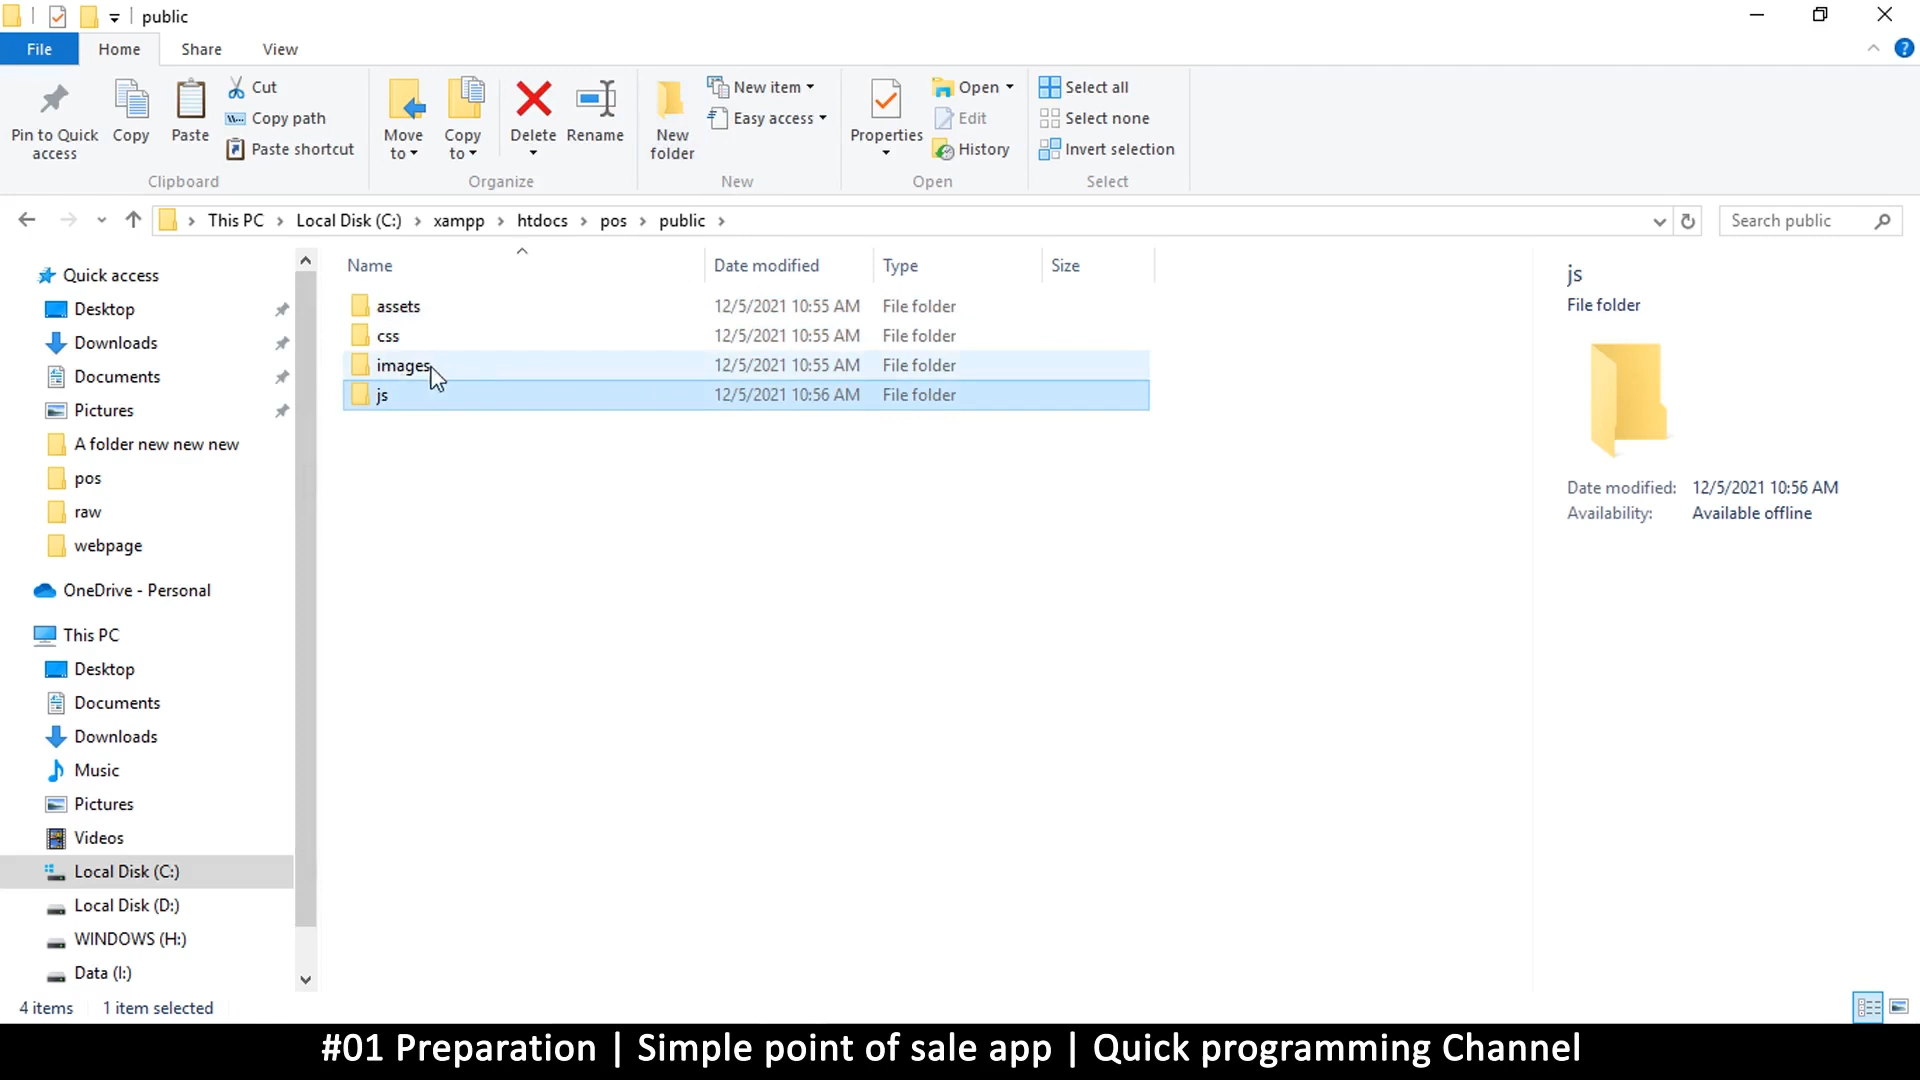 public
File Home Share View
Pin to Quick access
Copy
Paste
Cut
Copy path
Paste shortcut
Clipboard
Move to
Copy to
Delete
Rename
Organize
New folder
New item
Easy access
New
Properties
Open
Edit
History
Open
Select all
Select none
Invert selection
Select
This PC > Local Disk (C:) > xampp > htdocs > pos > public >
Search public
Quick access
Desktop
Downloads
Documents
Pictures
A folder new new new
pos
raw
webpage
OneDrive - Personal
This PC
Desktop
Documents
Downloads
Music
Pictures
Videos
Local Disk (C:)
Local Disk (D:)
WINDOWS (H:)
Data (I:)
Name Date modified Type Size
assets 12/5/2021 10:55 AM File folder
css 12/5/2021 10:55 AM File folder
images 12/5/2021 10:55 AM File folder
js 12/5/2021 10:56 AM File folder
js
File folder
Date modified: 12/5/2021 10:56 AM
Availability: Available offline
4 items 1 item selected
#01 Preparation | Simple point of sale app | Quick programming Channel